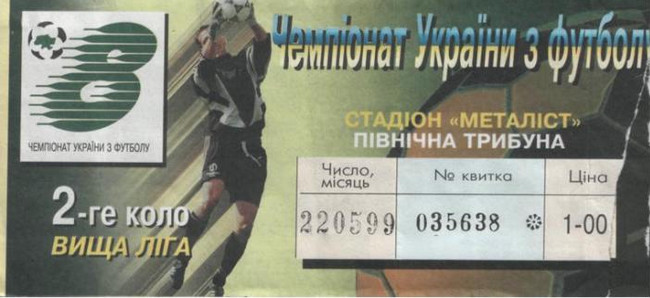 Чемпіонат України з футболу
8
ЧЕМПІОНАТ УКРАЇНИ З ФУТБОЛУ
СТАДІОН «МЕТАЛІСТ»
ПІВНІЧНА ТРИБУНА
2-ге коло
ВИЩА ЛІГА
Число, місяць
№ квитка
Ціна
220599
035638
1-00